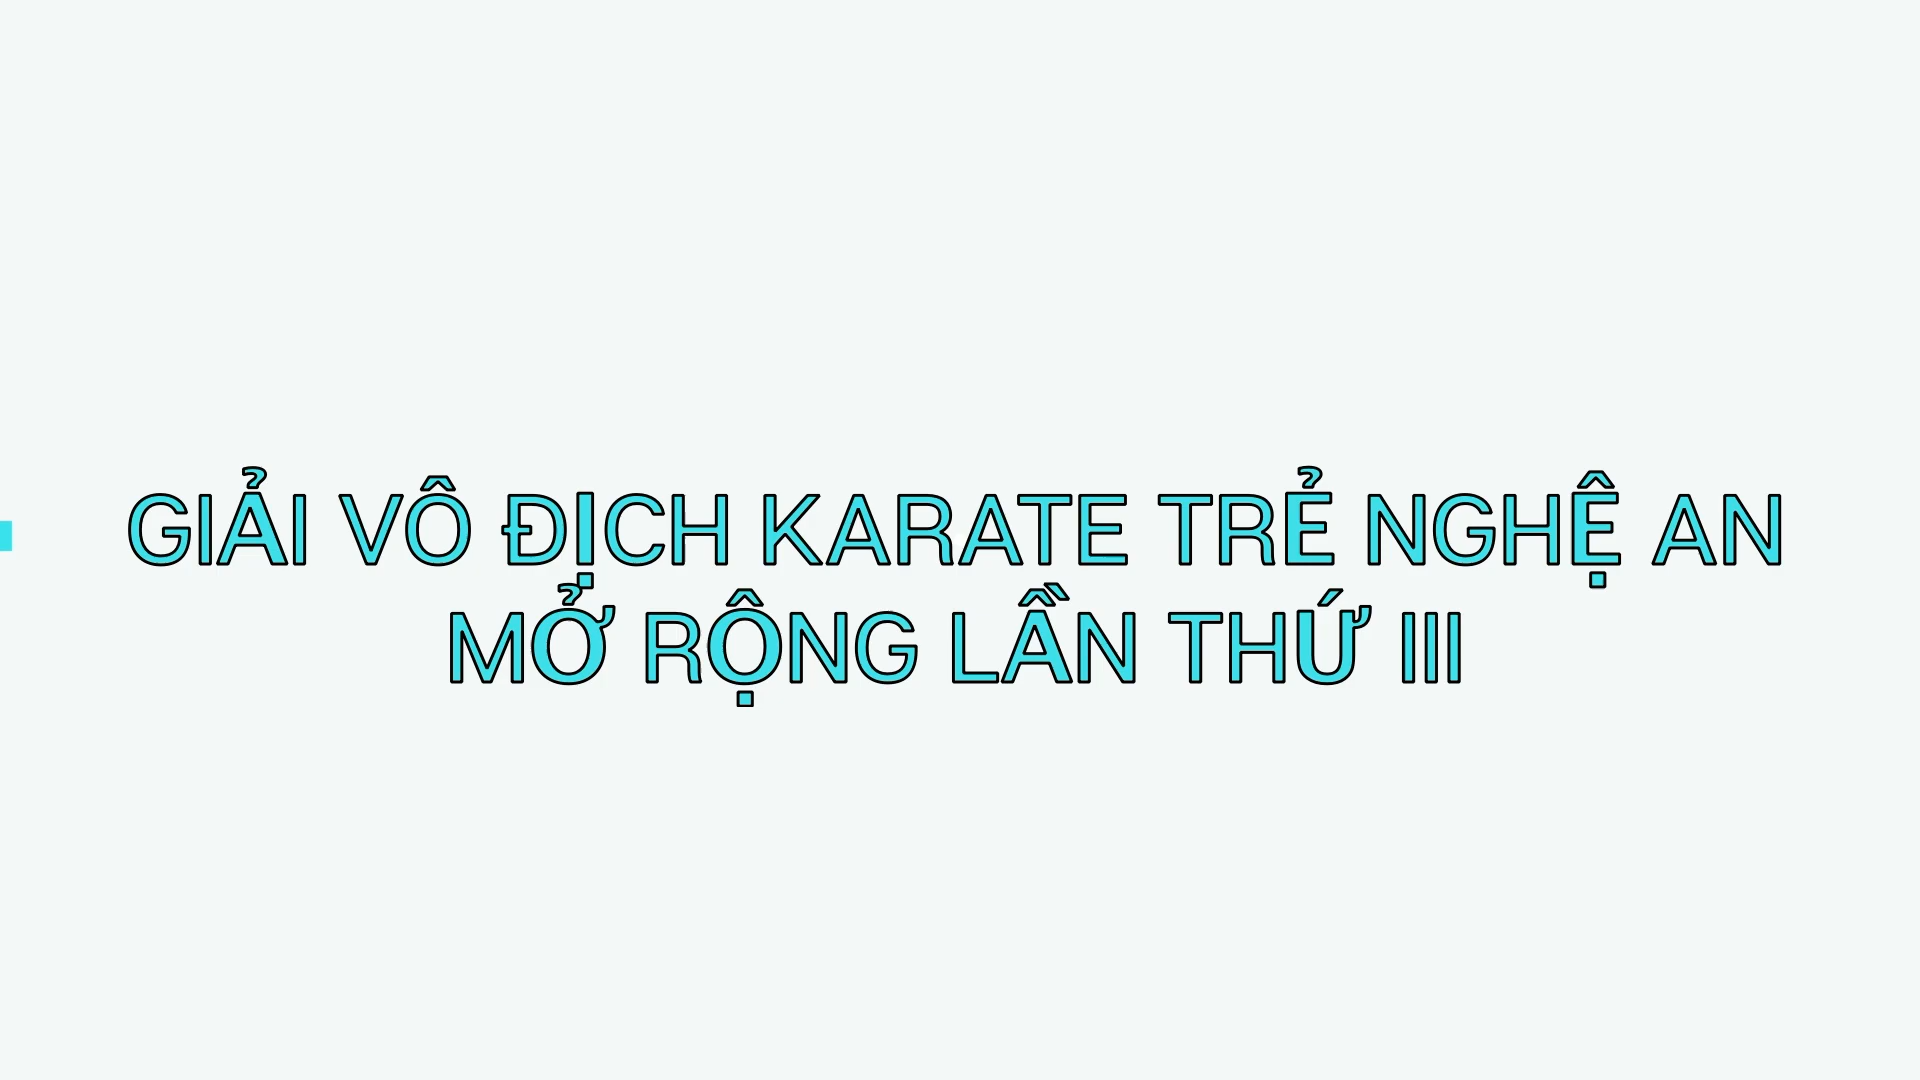 GIẢI VÔ ĐỊCH KARATE TRẺ NGHỆ AN
MỞ RỘNG LẦN THỨ III